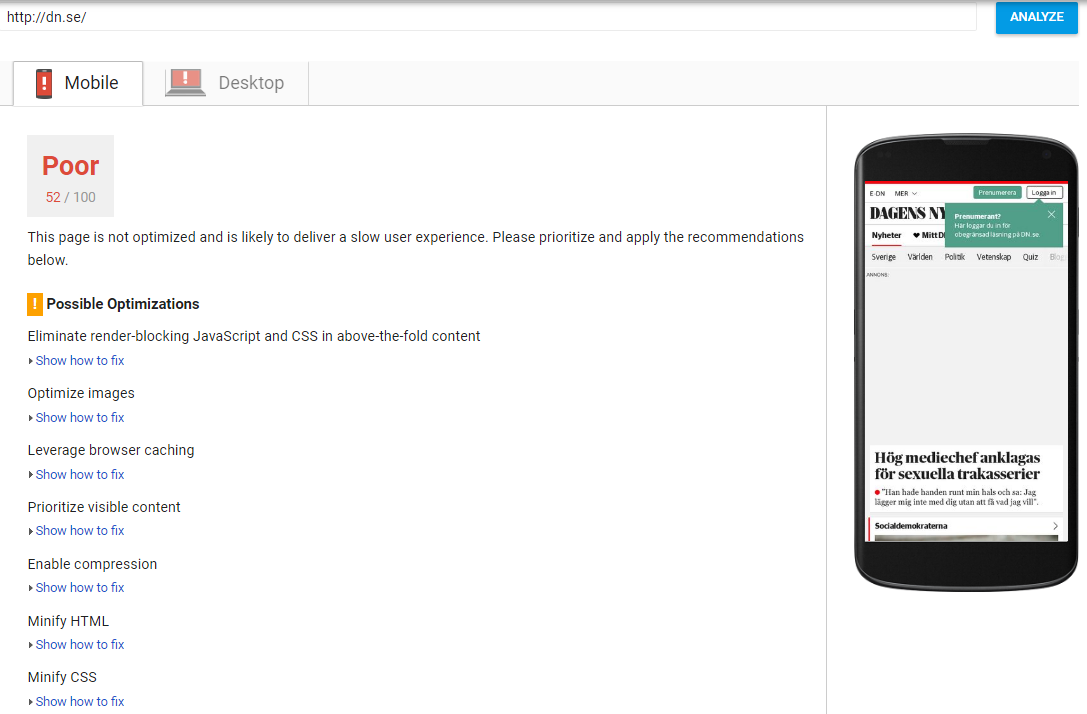 http://dn.se/
ANALYZE
Mobile
Desktop
Poor
52 / 100
This page is not optimized and is likely to deliver a slow user experience. Please prioritize and apply the recommendations
below.
! Possible Optimizations
Eliminate render-blocking JavaScript and CSS in above-the-fold content
Show how to fix
Optimize images
Show how to fix
Leverage browser caching
Show how to fix
Prioritize visible content
Show how to fix
Enable compression
Show how to fix
Minify HTML
Show how to fix
Minify CSS
Show how to fix
E DN MER
Prenumerera
Logga in
DAGENS NY
Prenumerant?
Här loggar du in för
obegränsad läsning på DN.se.
Nyheter
Mitt D
Sverige Världen Politik Vetenskap Quiz Blog
ANNONS:
Hög mediechef anklagas
för sexuella trakasserier
"Han hade handen runt min hals och sa: Jag
lägger mig inte med dig utan att få vad jag vill".
Socialdemokraterna